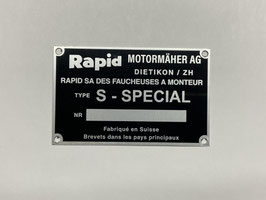 Rapid MOTORMÄHER AG
DIETIKON / ZH
RAPID SA DES FAUCHEUSES A MONTEUR
TYPE S - SPECIAL
NR
Fabriqué en Suisse
Brevets dans les pays principaux